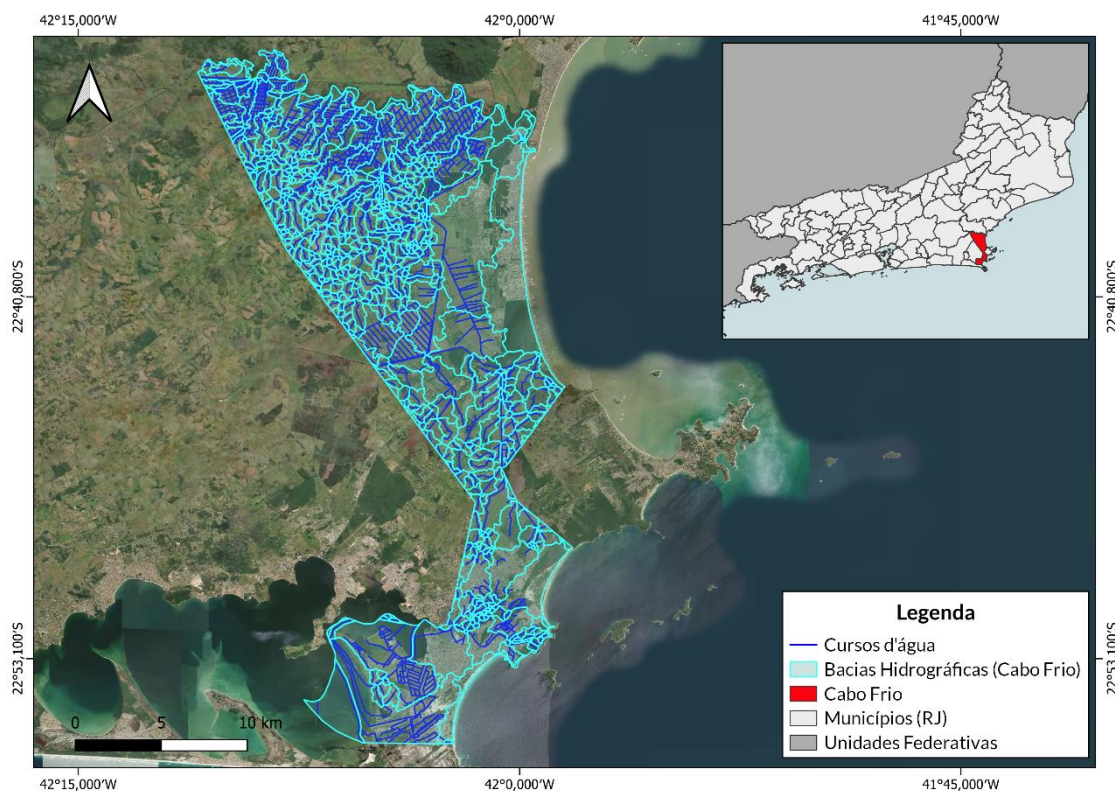 42°15,000'W
42°0,000'W
41°45,000'W
22°40,800'S
22°40,800'S
22°53,100'S
22°53,100'S
Legenda
Cursos d'água
Bacias Hidrográficas (Cabo Frio)
Cabo Frio
Municípios (RJ)
Unidades Federativas
0 5 10 km
42°15,000'W
42°0,000'W
41°45,000'W